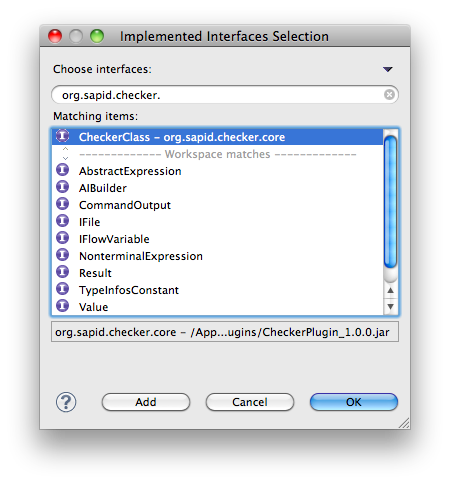 Implemented Interfaces Selection
Choose interfaces:
org.sapid.checker.
Matching items:
CheckerClass – org.sapid.checker.core
------------- Workspace matches -------------
AbstractExpression
AIBuilder
CommandOutput
IFile
IFlowVariable
NonterminalExpression
Result
TypeInfosConstant
Value
org.sapid.checker.core – /App...ugins/CheckerPlugin_1.0.0.jar
? Add Cancel OK